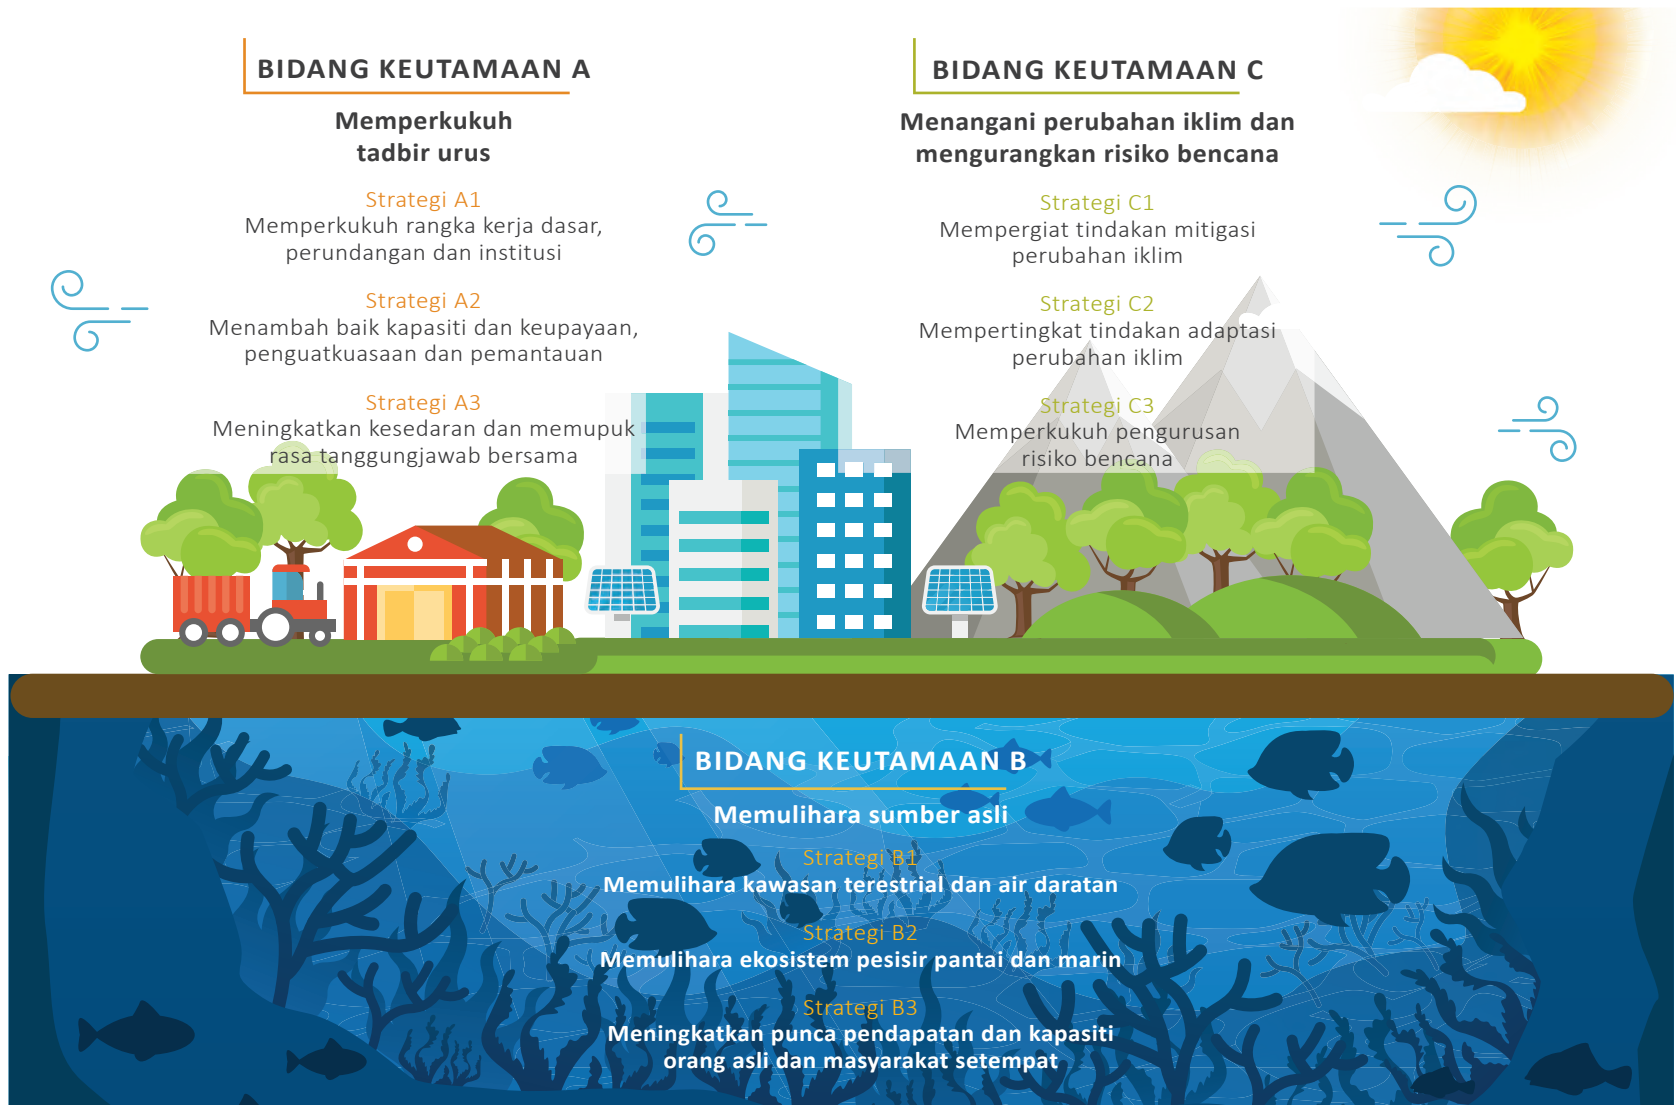 BIDANG KEUTAMAAN A
Memperkukuh
tadbir urus
Strategi A1
Memperkukuh rangka kerja dasar,
perundangan dan institusi
Strategi A2
Menambah baik kapasiti dan keupayaan,
penguatkuasaan dan pemantauan
Strategi A3
Meningkatkan kesedaran dan memupuk
rasa tanggungjawab bersama
BIDANG KEUTAMAAN C
Menangani perubahan iklim dan
mengurangkan risiko bencana
Strategi C1
Mempergiat tindakan mitigasi
perubahan iklim
Strategi C2
Mempertingkat tindakan adaptasi
perubahan iklim
Strategi C3
Memperkukuh pengurusan
risiko bencana
BIDANG KEUTAMAAN B
Memulihara sumber asli
Strategi B1
Memulihara kawasan terestrial dan air daratan
Strategi B2
Memulihara ekosistem pesisir pantai dan marin
Strategi B3
Meningkatkan punca pendapatan dan kapasiti
orang asli dan masyarakat setempat